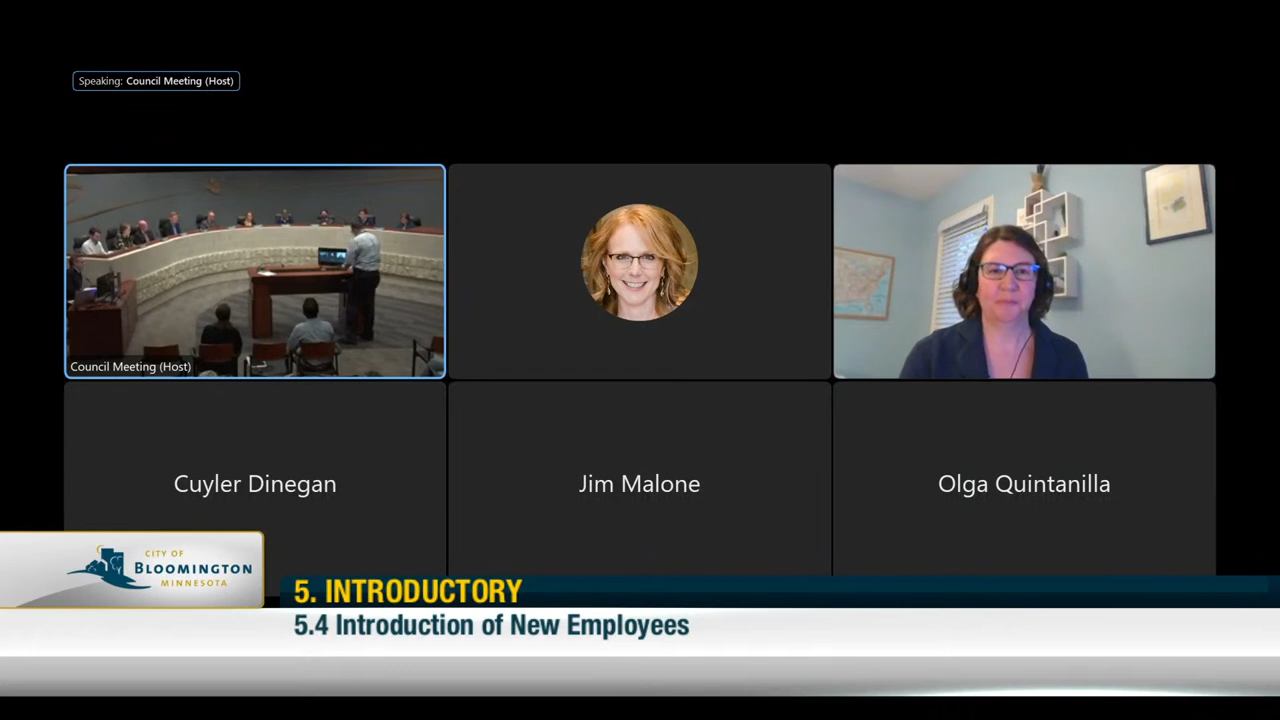 Speaking: Council Meeting (Host)
Council Meeting (Host)
Cuyler Dinegan
Jim Malone
Olga Quintanilla
CITY OF
BLOOMINGTON
MINNESOTA
5. INTRODUCTORY
5.4 Introduction of New Employees